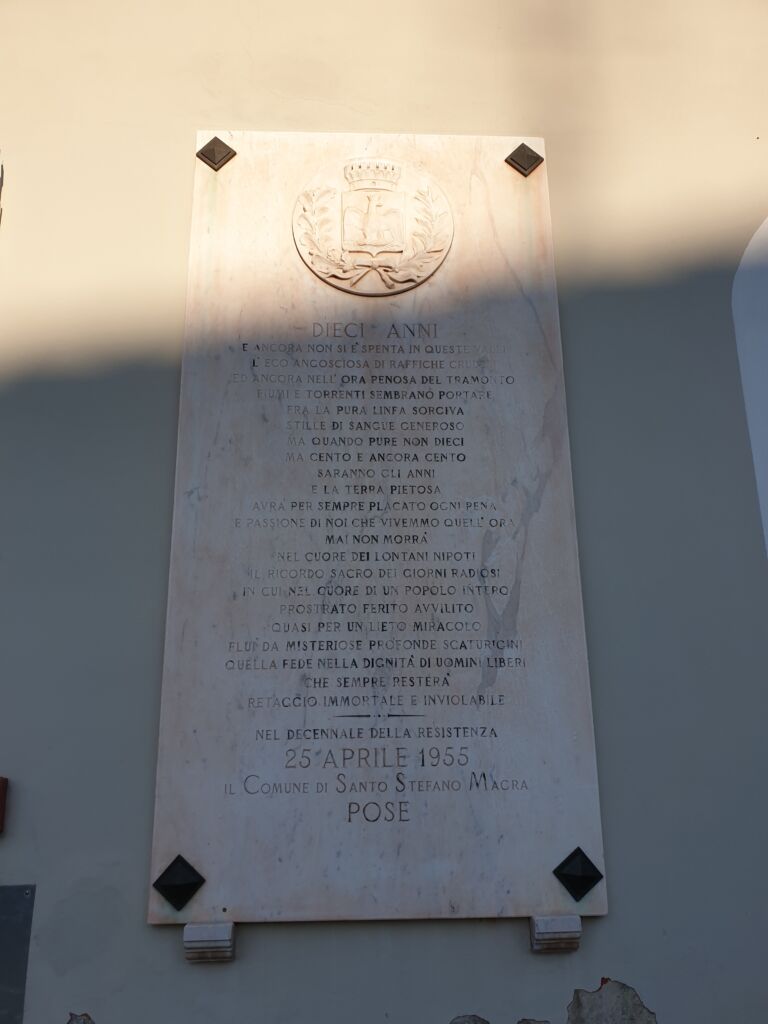 DIECI ANNI
E ANCORA NON SI E' SPENTA IN QUESTE VALLI
L'ECO ANGOSCIOSA DI RAFFICHE CRUDELI
ED ANCORA NELL'ORA PENOSA DEL TRAMONTO
FIUMI E TORRENTI SEMBRANO PORTARE
FRA LA PURA LINFA SORGIVA
STILLE DI SANGUE GENEROSO
MA QUANDO PURE NON DIECI
MA CENTO E ANCORA CENTO
SARANNO GLI ANNI
E LA TERRA PIETOSA
AVRA' PER SEMPRE PLACATO OGNI PENA
E PASSIONE DI NOI CHE VIVEMMO QUELL'ORA
MAI NON MORRA'
NEL CUORE DEI LONTANI NIPOTI
IL RICORDO SACRO DEI GIORNI RADIOSI
IN CUI NEL CUORE DI UN POPOLO INTERO
PROSTRATO FERITO AVVILITO
QUASI PER UN LIETO MIRACOLO
FLUI' DA MISTERIOSE PROFONDE SCATURIGINI
QUELLA FEDE NELLA DIGNITA' DI UOMINI LIBERI
CHE SEMPRE RESTERA'
RETAGGIO IMMORTALE E INVIOLABILE
NEL DECENNALE DELLA RESISTENZA
25 APRILE 1955
IL COMUNE DI SANTO STEFANO MAGRA
POSE